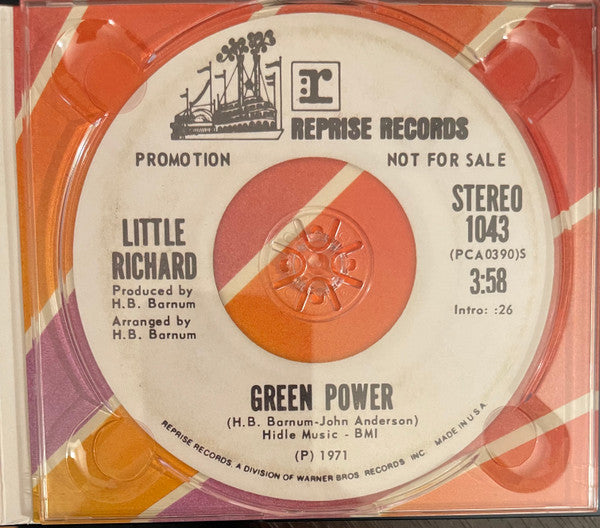 r
REPRISE RECORDS
PROMOTION
NOT FOR SALE
LITTLE
RICHARD
Produced by
H.B. Barnum
Arranged by
H.B. Barnum
STEREO
1043
(PCA0390)S
3:58
Intro: :26
GREEN POWER
(H.B. Barnum-John Anderson)
Hidle Music - BMI
(P) 1971
REPRISE RECORDS, A DIVISION OF WARNER BROS. RECORDS INC. MADE IN U.S.A.